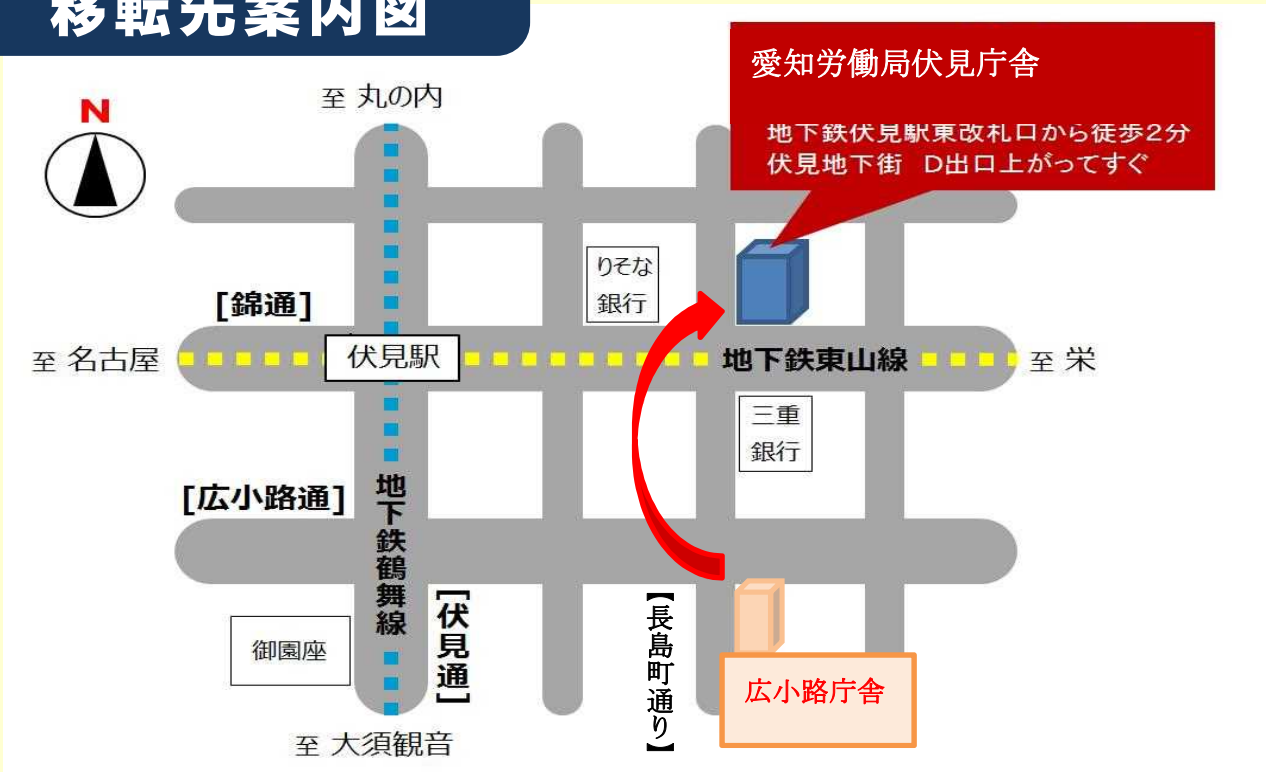 移転先案内図
愛知労働局伏見庁舎
地下鉄伏見駅東改札口から徒歩2分
伏見地下街 D出口上がってすぐ
N
至 丸の内
りそな
銀行
[錦通]
至 名古屋
伏見駅
地下鉄東山線
至 栄
三重
銀行
[広小路通]
地下鉄鶴舞線
[伏見通]
【長島町通り】
御園座
広小路庁舎
至 大須観音